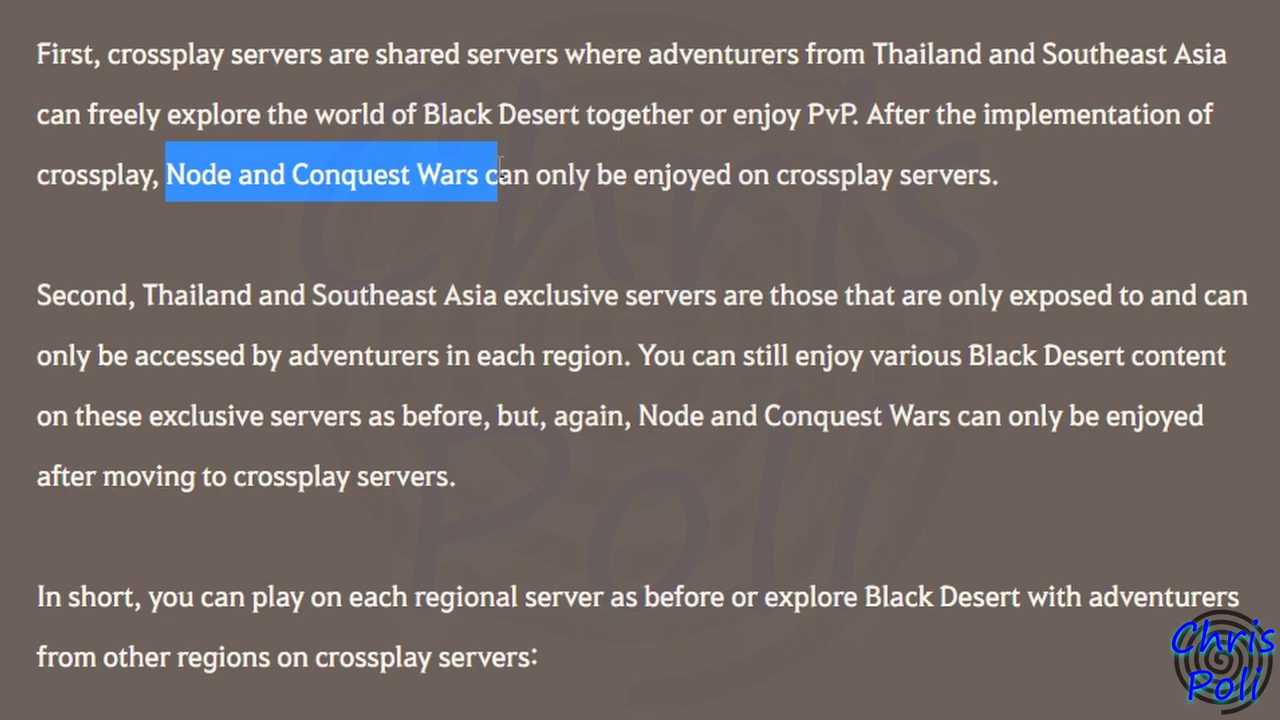 First, crossplay servers are shared servers where adventurers from Thailand and Southeast Asia
can freely explore the world of Black Desert together or enjoy PvP. After the implementation of
crossplay, Node and Conquest Wars can only be enjoyed on crossplay servers.
Second, Thailand and Southeast Asia exclusive servers are those that are only exposed to and can
only be accessed by adventurers in each region. You can still enjoy various Black Desert content
on these exclusive servers as before, but, again, Node and Conquest Wars can only be enjoyed
after moving to crossplay servers.
In short, you can play on each regional server as before or explore Black Desert with adventurers
from other regions on crossplay servers:
Chris
Poli
Chris
Poli